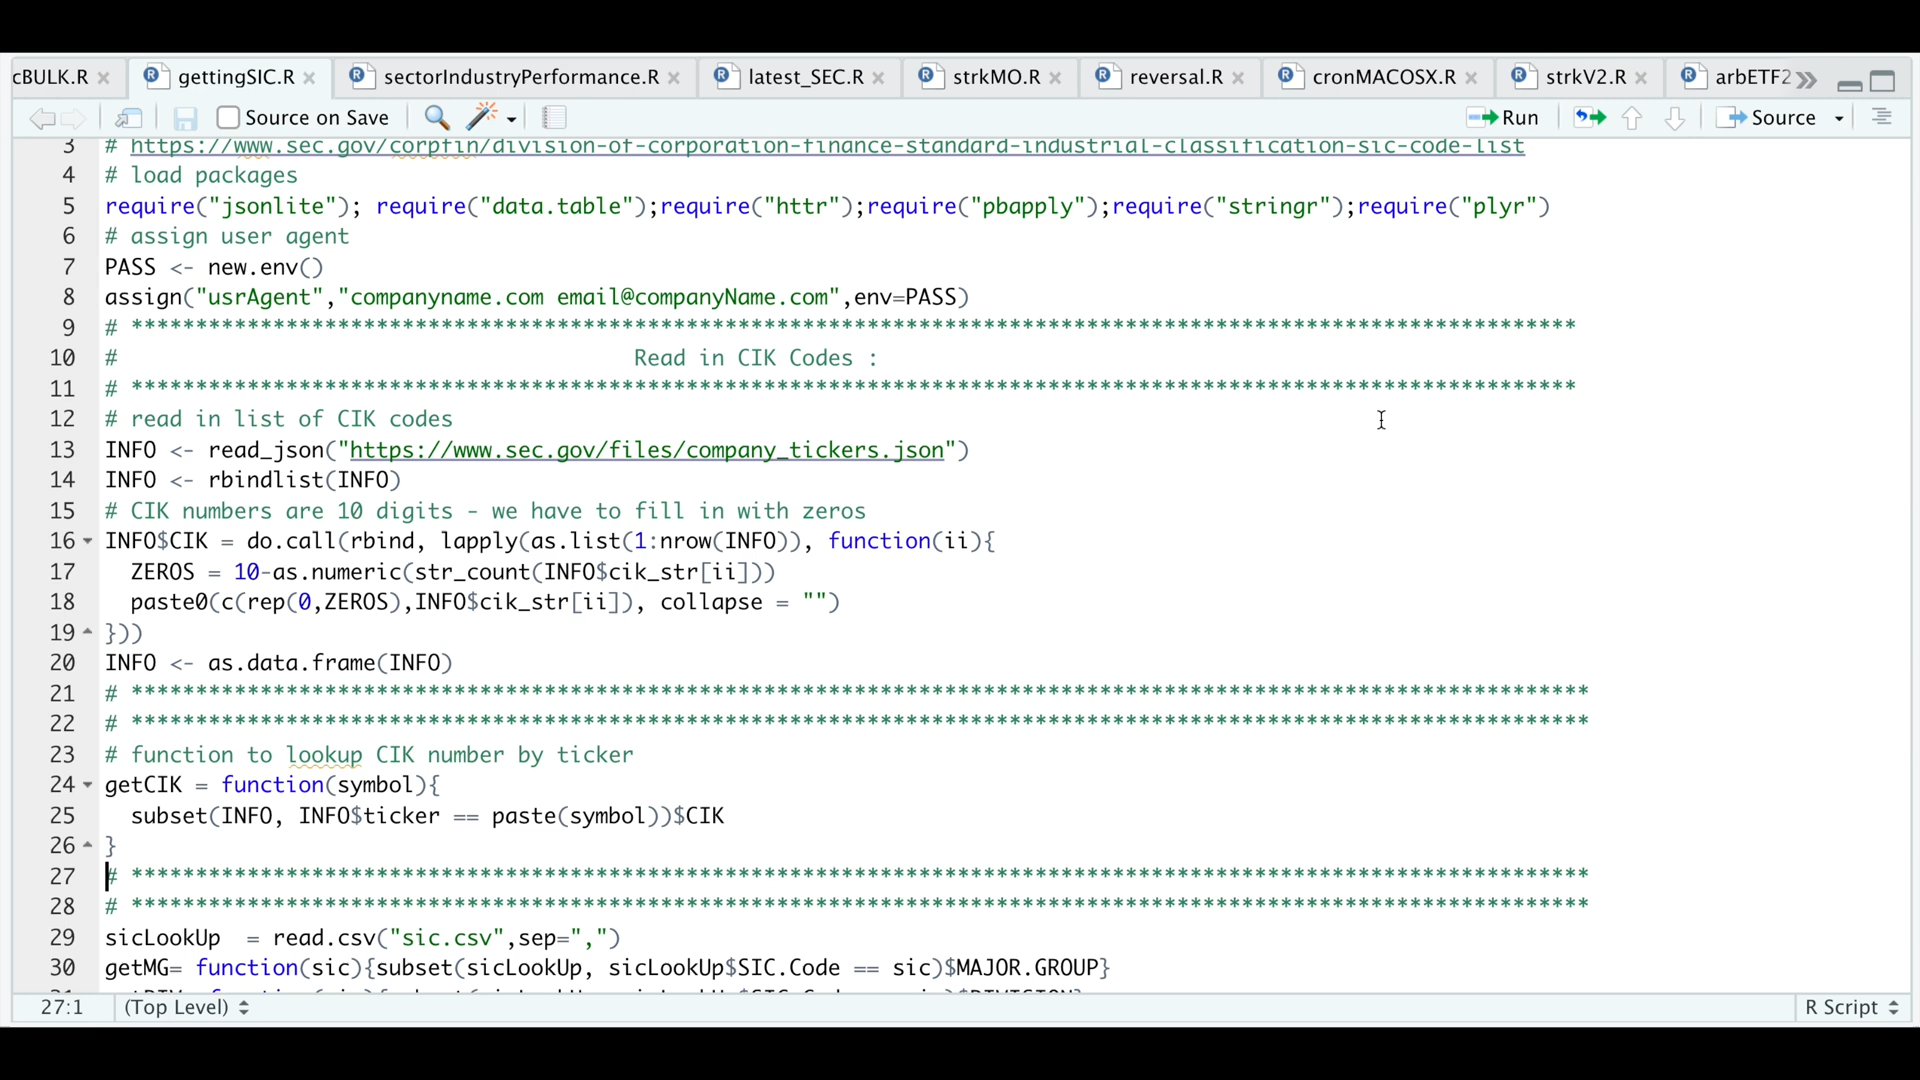 cBULK.R gettingSIC.R sectorIndustryPerformance.R latest_SEC.R strkMO.R reversal.R cronMACOSX.R strkV2.R arbETF2
Source on Save Run Source
3 # https://www.sec.gov/corpfin/division-of-corporation-finance-standard-industrial-classification-sic-code-list
4 # load packages
5 require("jsonlite"); require("data.table");require("httr");require("pbapply");require("stringr");require("plyr")
6 # assign user agent
7 PASS <- new.env()
8 assign("usrAgent","companyname.com email@companyName.com",env=PASS)
9 # ****************************************************************************************************************
10 # Read in CIK Codes :
11 # ****************************************************************************************************************
12 # read in list of CIK codes
13 INFO <- read_json("https://www.sec.gov/files/company_tickers.json")
14 INFO <- rbindlist(INFO)
15 # CIK numbers are 10 digits - we have to fill in with zeros
16 INFO$CIK = do.call(rbind, lapply(as.list(1:nrow(INFO)), function(ii){
17 ZEROS = 10-as.numeric(str_count(INFO$cik_str[ii]))
18 paste0(c(rep(0,ZEROS),INFO$cik_str[ii]), collapse = "")
19 }))
20 INFO <- as.data.frame(INFO)
21 # *****************************************************************************************************************
22 # *****************************************************************************************************************
23 # function to lookup CIK number by ticker
24 getCIK = function(symbol){
25 subset(INFO, INFO$ticker == paste(symbol))$CIK
26 }
27 # *****************************************************************************************************************
28 # *****************************************************************************************************************
29 sicLookUp  = read.csv("sic.csv",sep=",")
30 getMG= function(sic){subset(sicLookUp, sicLookUp$SIC.Code == sic)$MAJOR.GROUP}
27:1 (Top Level) R Script